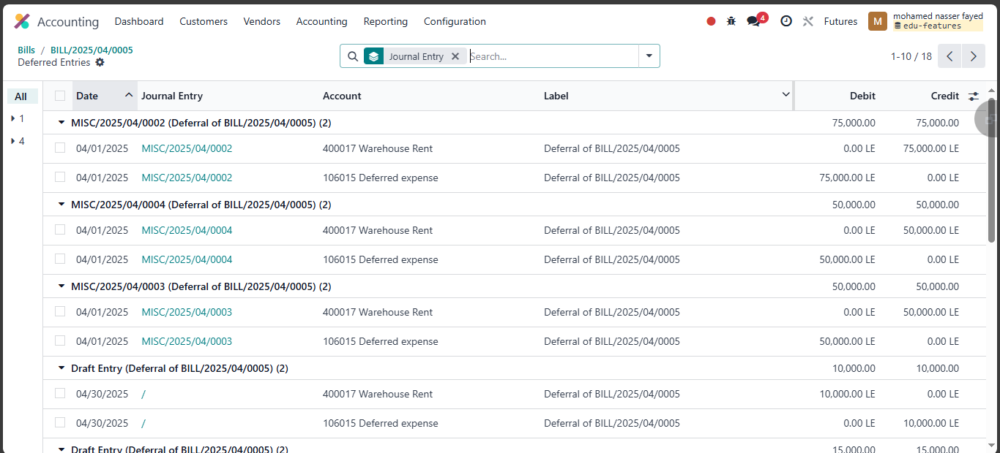 Accounting Dashboard Customers Vendors Accounting Reporting Configuration 4 Futures M mohamed nasser fayed
edu-features
Bills / BILL/2025/04/0005
Deferred Entries
Journal Entry Search... 1-10 / 18
All Date Journal Entry Account Label Debit Credit
1
4
MISC/2025/04/0002 (Deferral of BILL/2025/04/0005) (2) 75,000.00 75,000.00
04/01/2025 MISC/2025/04/0002 400017 Warehouse Rent Deferral of BILL/2025/04/0005 0.00 LE 75,000.00 LE
04/01/2025 MISC/2025/04/0002 106015 Deferred expense Deferral of BILL/2025/04/0005 75,000.00 LE 0.00 LE
MISC/2025/04/0004 (Deferral of BILL/2025/04/0005) (2) 50,000.00 50,000.00
04/01/2025 MISC/2025/04/0004 400017 Warehouse Rent Deferral of BILL/2025/04/0005 0.00 LE 50,000.00 LE
04/01/2025 MISC/2025/04/0004 106015 Deferred expense Deferral of BILL/2025/04/0005 50,000.00 LE 0.00 LE
MISC/2025/04/0003 (Deferral of BILL/2025/04/0005) (2) 50,000.00 50,000.00
04/01/2025 MISC/2025/04/0003 400017 Warehouse Rent Deferral of BILL/2025/04/0005 0.00 LE 50,000.00 LE
04/01/2025 MISC/2025/04/0003 106015 Deferred expense Deferral of BILL/2025/04/0005 50,000.00 LE 0.00 LE
Draft Entry (Deferral of BILL/2025/04/0005) (2) 10,000.00 10,000.00
04/30/2025 / 400017 Warehouse Rent Deferral of BILL/2025/04/0005 10,000.00 LE 0.00 LE
04/30/2025 / 106015 Deferred expense Deferral of BILL/2025/04/0005 0.00 LE 10,000.00 LE
Draft Entry (Deferral of BILL/2025/04/0005) (2) 15,000.00 15,000.00